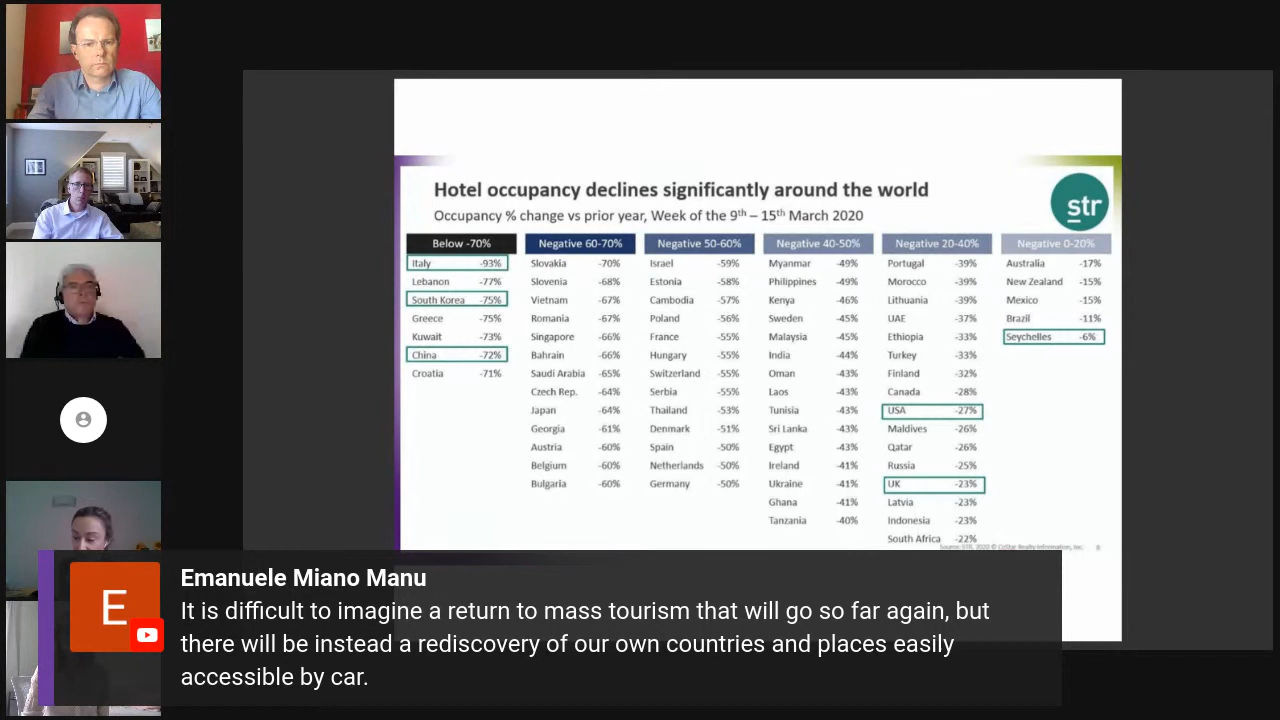 Hotel occupancy declines significantly around the world
Occupancy % change vs prior year, Week of the 9th – 15th March 2020
str
Below -70%
Italy -93%
Lebanon -77%
South Korea -75%
Greece -75%
Kuwait -73%
China -72%
Croatia -71%
Negative 60-70%
Slovakia -70%
Slovenia -68%
Vietnam -67%
Romania -67%
Singapore -66%
Bahrain -66%
Saudi Arabia -65%
Czech Rep. -64%
Japan -64%
Georgia -61%
Austria -60%
Belgium -60%
Bulgaria -60%
Negative 50-60%
Israel -59%
Estonia -58%
Cambodia -57%
Poland -56%
France -55%
Hungary -55%
Switzerland -55%
Serbia -55%
Thailand -53%
Denmark -51%
Spain -50%
Netherlands -50%
Germany -50%
Negative 40-50%
Myanmar -49%
Philippines -49%
Kenya -46%
Sweden -45%
Malaysia -45%
India -44%
Oman -43%
Laos -43%
Tunisia -43%
Sri Lanka -43%
Egypt -43%
Ireland -41%
Ukraine -41%
Ghana -41%
Tanzania -40%
Negative 20-40%
Portugal -39%
Morocco -39%
Lithuania -39%
UAE -37%
Ethiopia -33%
Turkey -33%
Finland -32%
Canada -28%
USA -27%
Maldives -26%
Qatar -26%
Russia -25%
UK -23%
Latvia -23%
Indonesia -23%
South Africa -22%
Negative 0-20%
Australia -17%
New Zealand -15%
Mexico -15%
Brazil -11%
Seychelles -6%
Source: STR, 2020 © CoStar Realty Information, Inc. 8
E
Emanuele Miano Manu
It is difficult to imagine a return to mass tourism that will go so far again, but
there will be instead a rediscovery of our own countries and places easily
accessible by car.